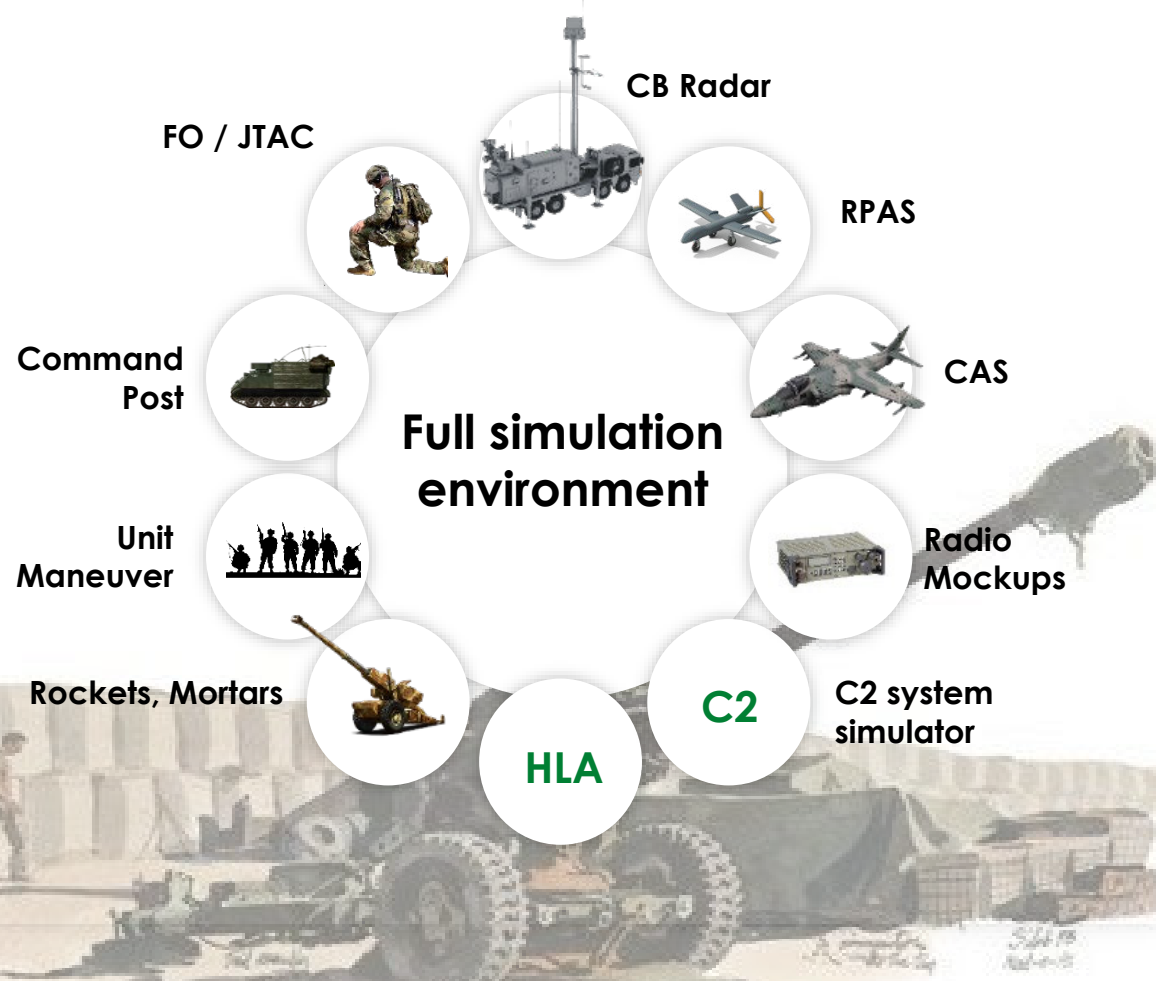 CB Radar
FO / JTAC
RPAS
Command
Post
CAS
Full simulation
environment
Unit
Maneuver
Radio
Mockups
Rockets, Mortars
C2
C2 system
simulator
HLA